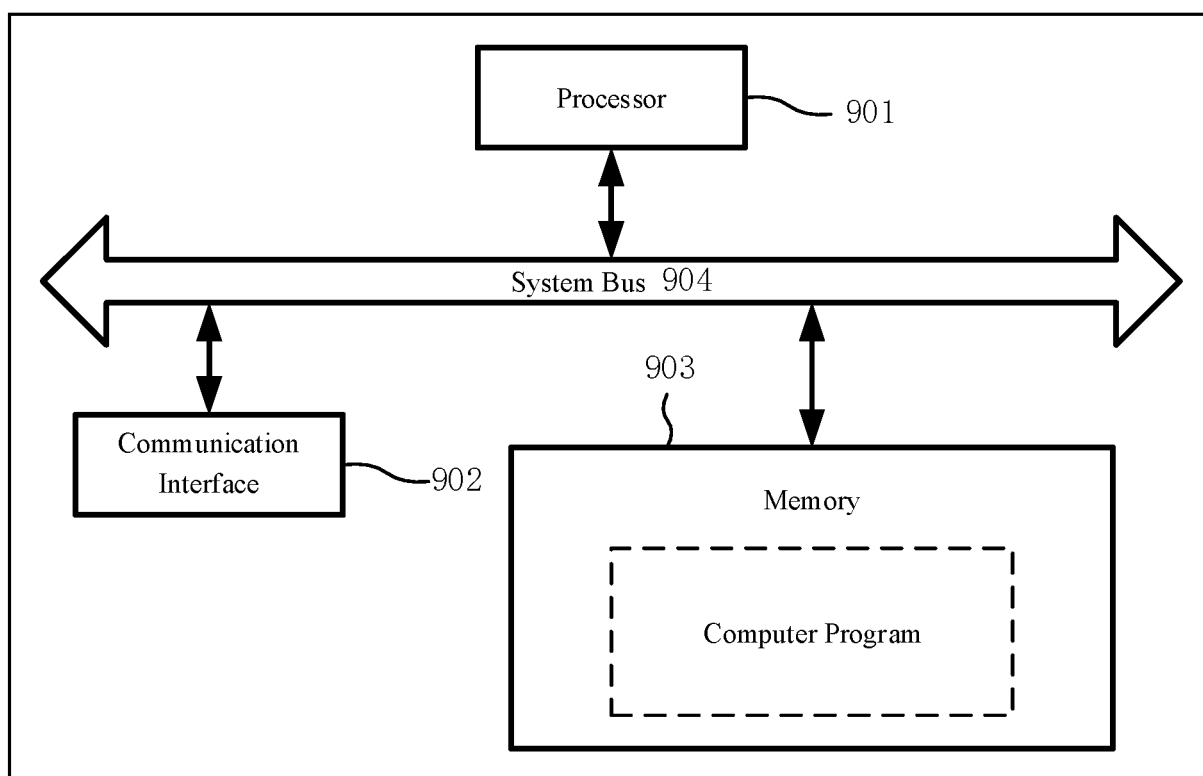 Processor
901
System Bus 904
903
Communication
Interface
902
Memory
Computer Program